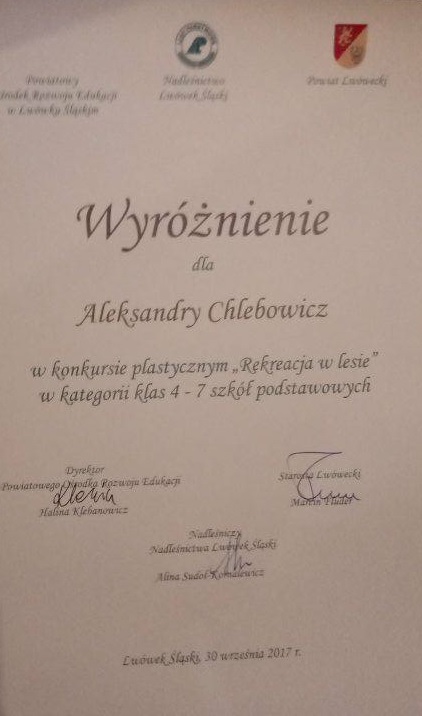 Powiatowy
Ośrodek Rozwoju Edukacji
w Lwówku Śląskim
Nadleśnictwo
Lwówek Śląski
Powiat Lwówecki
Wyróżnienie
dla
Aleksandry Chlebowicz
w konkursie plastycznym „Rekreacja w lesie”
w kategorii klas 4 - 7 szkół podstawowych
Dyrektor
Powiatowego Ośrodka Rozwoju Edukacji
Halina Klebanowicz
Starosta Lwówecki
Marcin Fluder
Nadleśniczy
Nadleśnictwa Lwówek Śląski
Alina Sudoł-Kornalewicz
Lwówek Śląski, 30 września 2017 r.